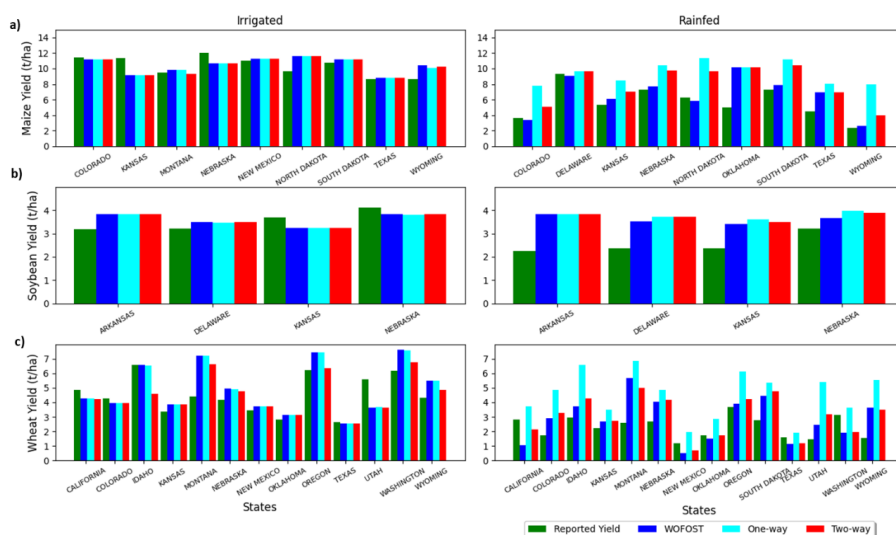 Irrigated
Rainfed
a)
Maize Yield (t/ha)
14
12
10
8
6
4
2
0
COLORADO
KANSAS
MONTANA
NEBRASKA
NEW MEXICO
NORTH DAKOTA
SOUTH DAKOTA
TEXAS
WYOMING
14
12
10
8
6
4
2
0
COLORADO
DELAWARE
KANSAS
NEBRASKA
NORTH DAKOTA
OKLAHOMA
SOUTH DAKOTA
TEXAS
WYOMING
b)
Soybean Yield (t/ha)
4
3
2
1
0
ARKANSAS
DELAWARE
KANSAS
NEBRASKA
4
3
2
1
0
ARKANSAS
DELAWARE
KANSAS
NEBRASKA
c)
Wheat Yield (t/ha)
7
6
5
4
3
2
1
0
CALIFORNIA
COLORADO
IDAHO
KANSAS
MONTANA
NEBRASKA
NEW MEXICO
OKLAHOMA
OREGON
TEXAS
UTAH
WASHINGTON
WYOMING
States
7
6
5
4
3
2
1
0
CALIFORNIA
COLORADO
IDAHO
KANSAS
MONTANA
NEBRASKA
NEW MEXICO
OKLAHOMA
OREGON
SOUTH DAKOTA
TEXAS
UTAH
WASHINGTON
WYOMING
States
Reported Yield
WOFOST
One-way
Two-way